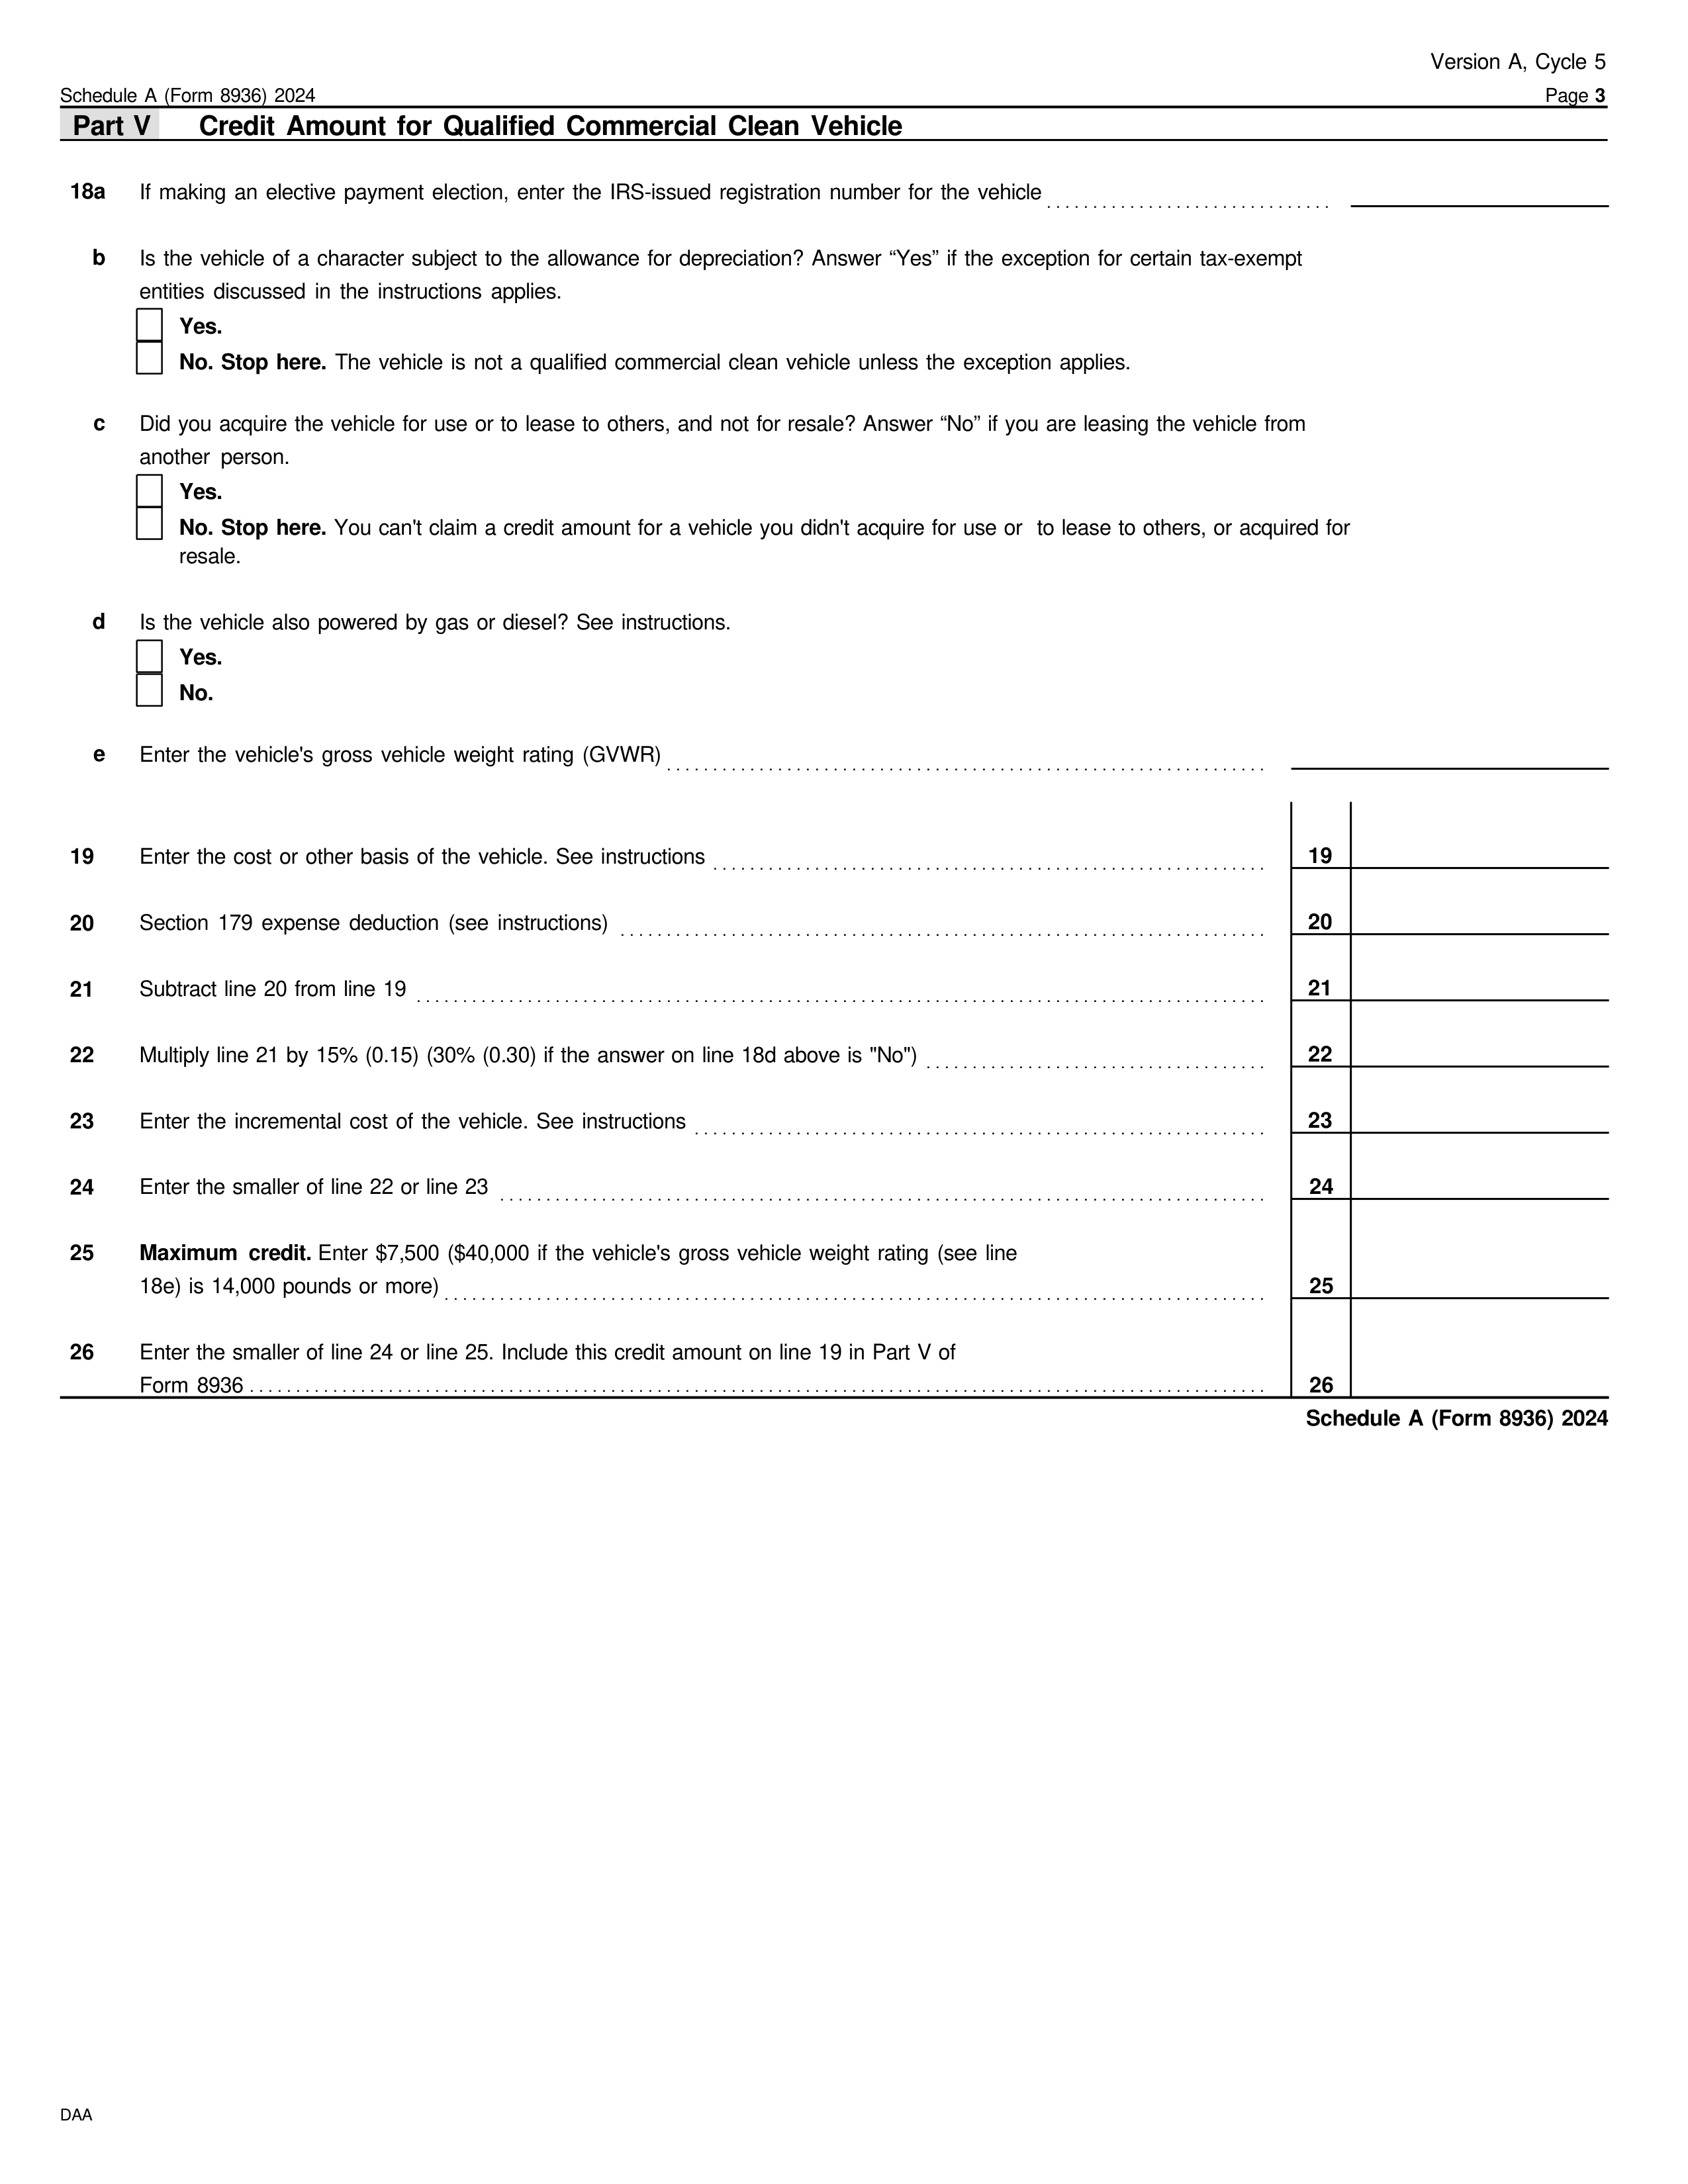 Version A, Cycle 5
Schedule A (Form 8936) 2024 Page 3
Part V Credit Amount for Qualified Commercial Clean Vehicle
18a If making an elective payment election, enter the IRS-issued registration number for the vehicle
b Is the vehicle of a character subject to the allowance for depreciation? Answer “Yes” if the exception for certain tax-exempt
entities discussed in the instructions applies.
Yes.
No. Stop here. The vehicle is not a qualified commercial clean vehicle unless the exception applies.
c Did you acquire the vehicle for use or to lease to others, and not for resale? Answer “No” if you are leasing the vehicle from
another person.
Yes.
No. Stop here. You can't claim a credit amount for a vehicle you didn't acquire for use or to lease to others, or acquired for
resale.
d Is the vehicle also powered by gas or diesel? See instructions.
Yes.
No.
e Enter the vehicle's gross vehicle weight rating (GVWR)
19 Enter the cost or other basis of the vehicle. See instructions 19
20 Section 179 expense deduction (see instructions) 20
21 Subtract line 20 from line 19 21
22 Multiply line 21 by 15% (0.15) (30% (0.30) if the answer on line 18d above is "No") 22
23 Enter the incremental cost of the vehicle. See instructions 23
24 Enter the smaller of line 22 or line 23 24
25 Maximum credit. Enter $7,500 ($40,000 if the vehicle's gross vehicle weight rating (see line
18e) is 14,000 pounds or more) 25
26 Enter the smaller of line 24 or line 25. Include this credit amount on line 19 in Part V of
Form 8936 26
Schedule A (Form 8936) 2024
DAA